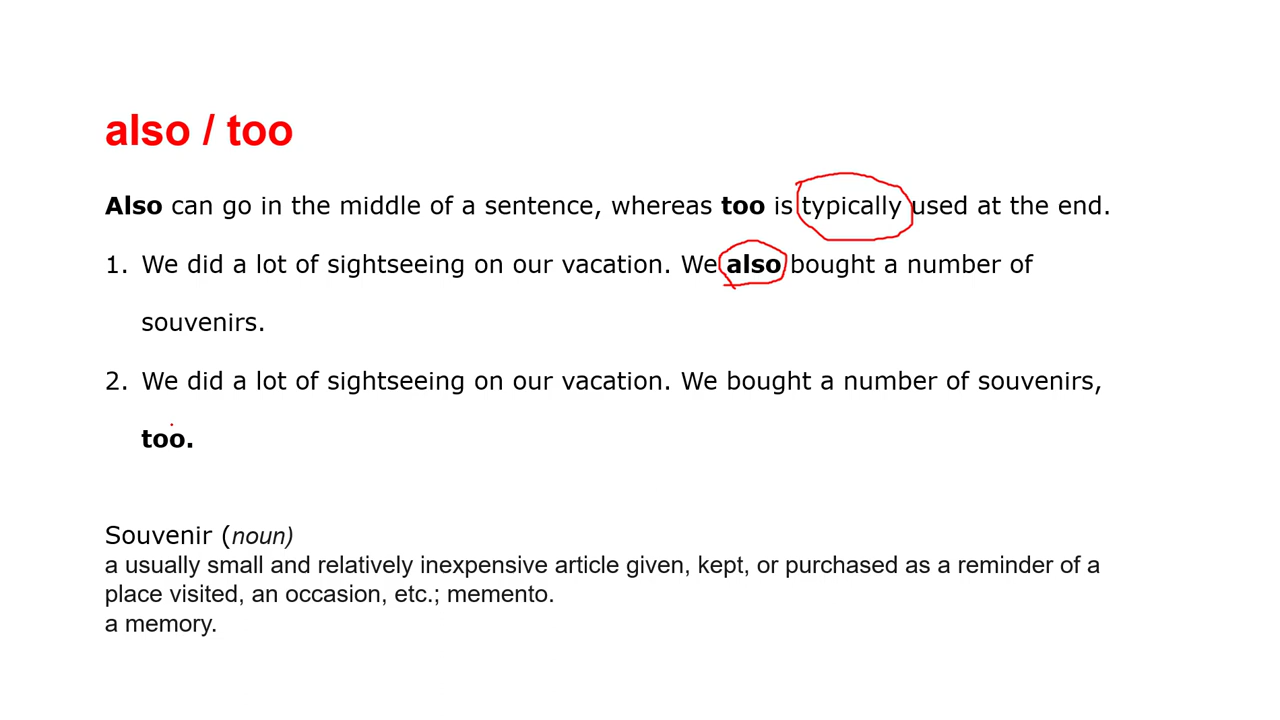 also / too
Also can go in the middle of a sentence, whereas too is typically used at the end.
1. We did a lot of sightseeing on our vacation. We also bought a number of
souvenirs.
2. We did a lot of sightseeing on our vacation. We bought a number of souvenirs,
too.
Souvenir (noun)
a usually small and relatively inexpensive article given, kept, or purchased as a reminder of a
place visited, an occasion, etc.; memento.
a memory.